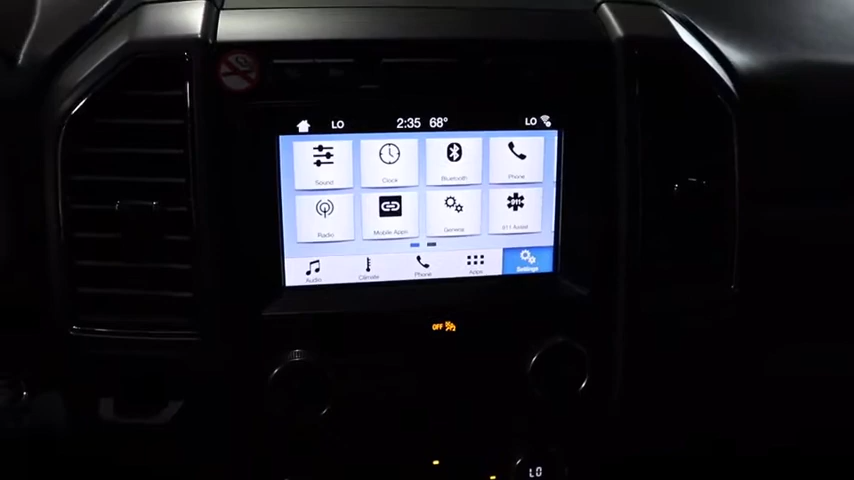 LO 2:35 68° LO
Sound Clock Bluetooth Phone
911
Radio Mobile Apps General 911 Assist
Audio Climate Phone Apps Settings
OFF
LO